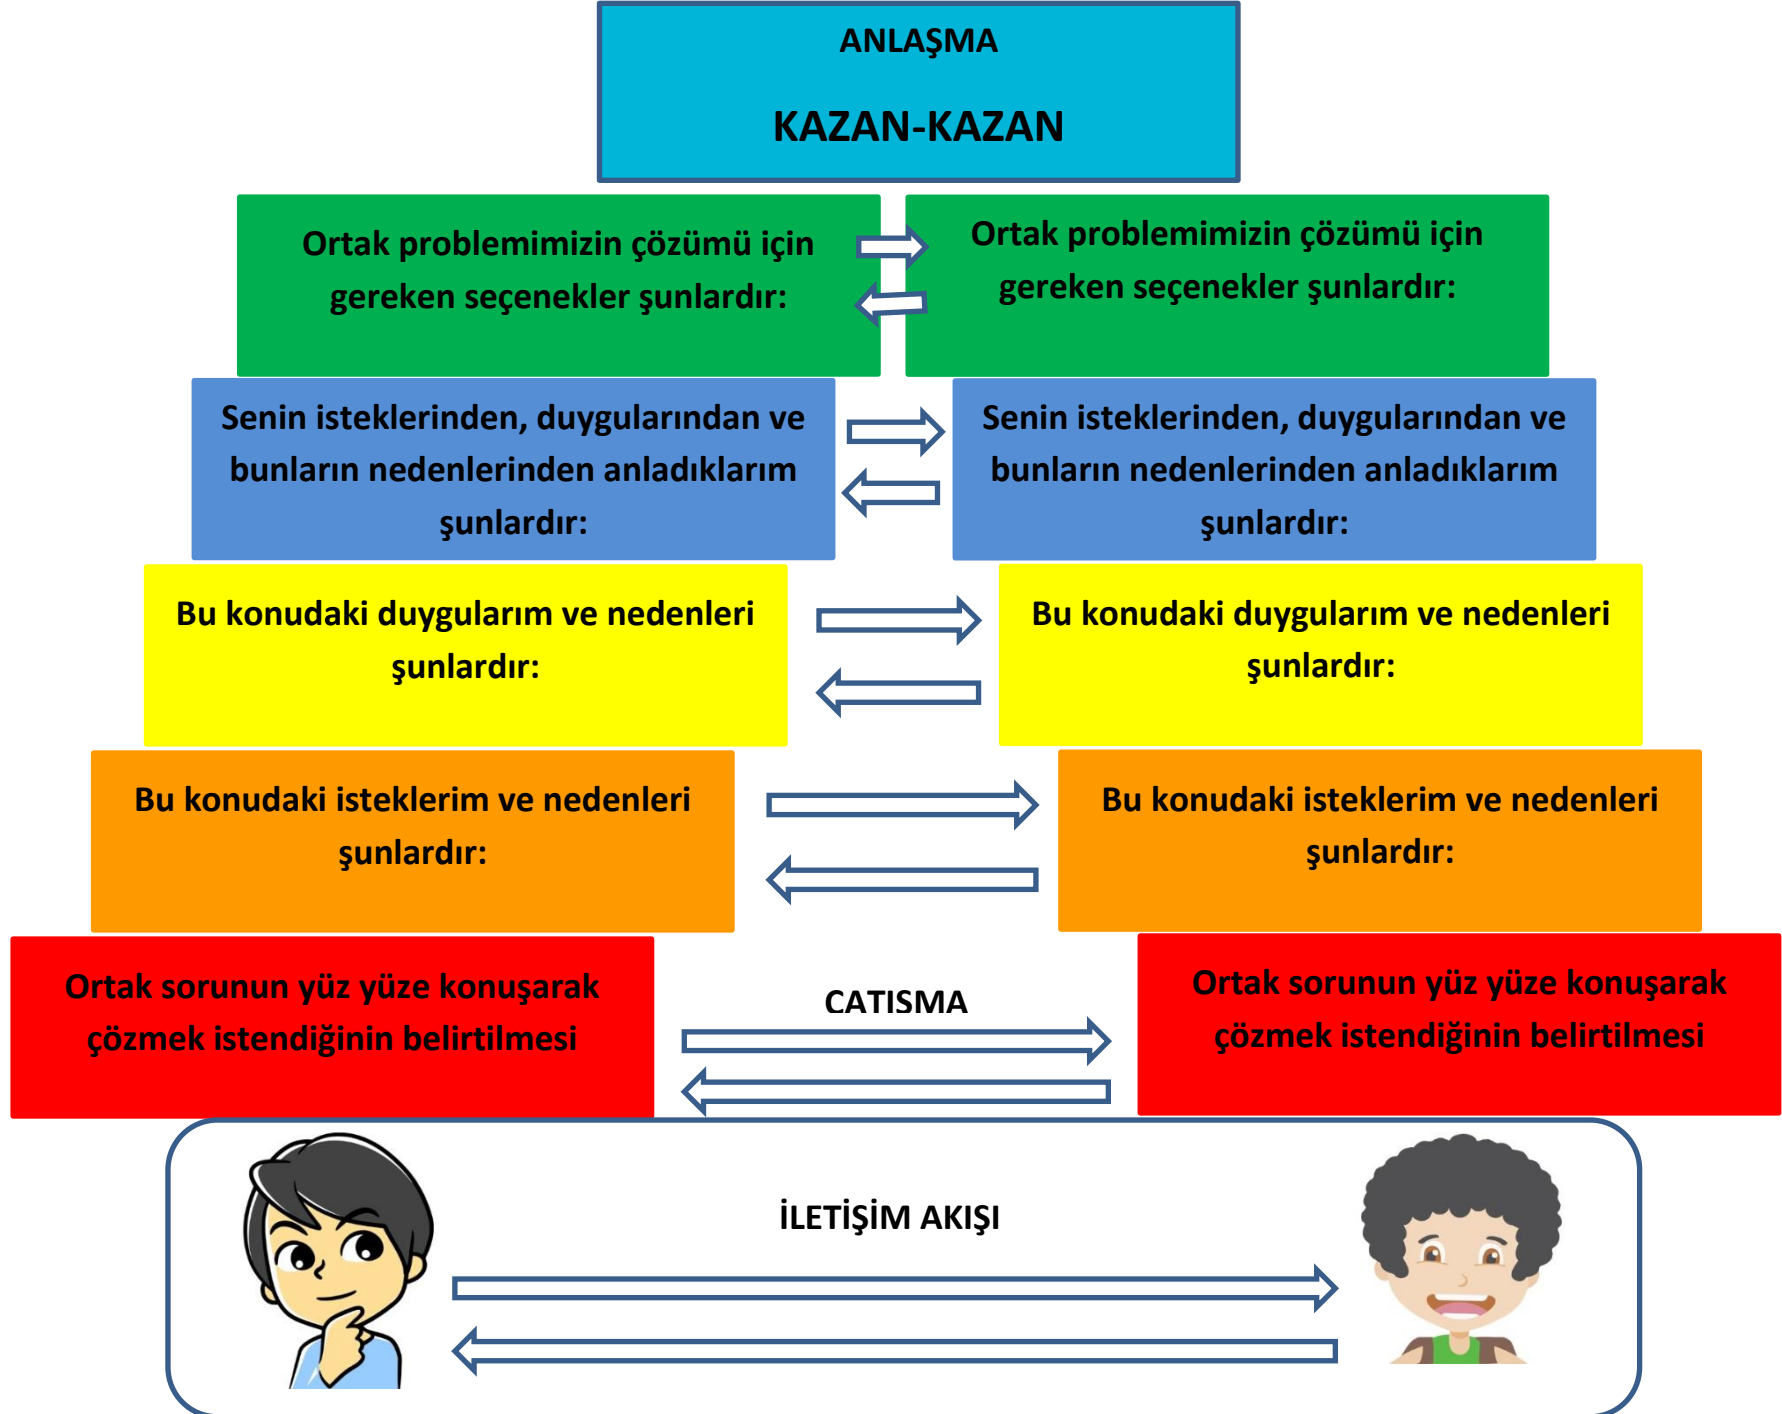 ANLAŞMA
KAZAN-KAZAN
Ortak problemimizin çözümü için
gereken seçenekler şunlardır:
Ortak problemimizin çözümü için
gereken seçenekler şunlardır:
Senin isteklerinden, duygularından ve
bunların nedenlerinden anladıklarım
şunlardır:
Senin isteklerinden, duygularından ve
bunların nedenlerinden anladıklarım
şunlardır:
Bu konudaki duygularım ve nedenleri
şunlardır:
Bu konudaki duygularım ve nedenleri
şunlardır:
Bu konudaki isteklerim ve nedenleri
şunlardır:
Bu konudaki isteklerim ve nedenleri
şunlardır:
Ortak sorunun yüz yüze konuşarak
çözmek istendiğinin belirtilmesi
CATISMA
Ortak sorunun yüz yüze konuşarak
çözmek istendiğinin belirtilmesi
İLETİŞİM AKIŞI